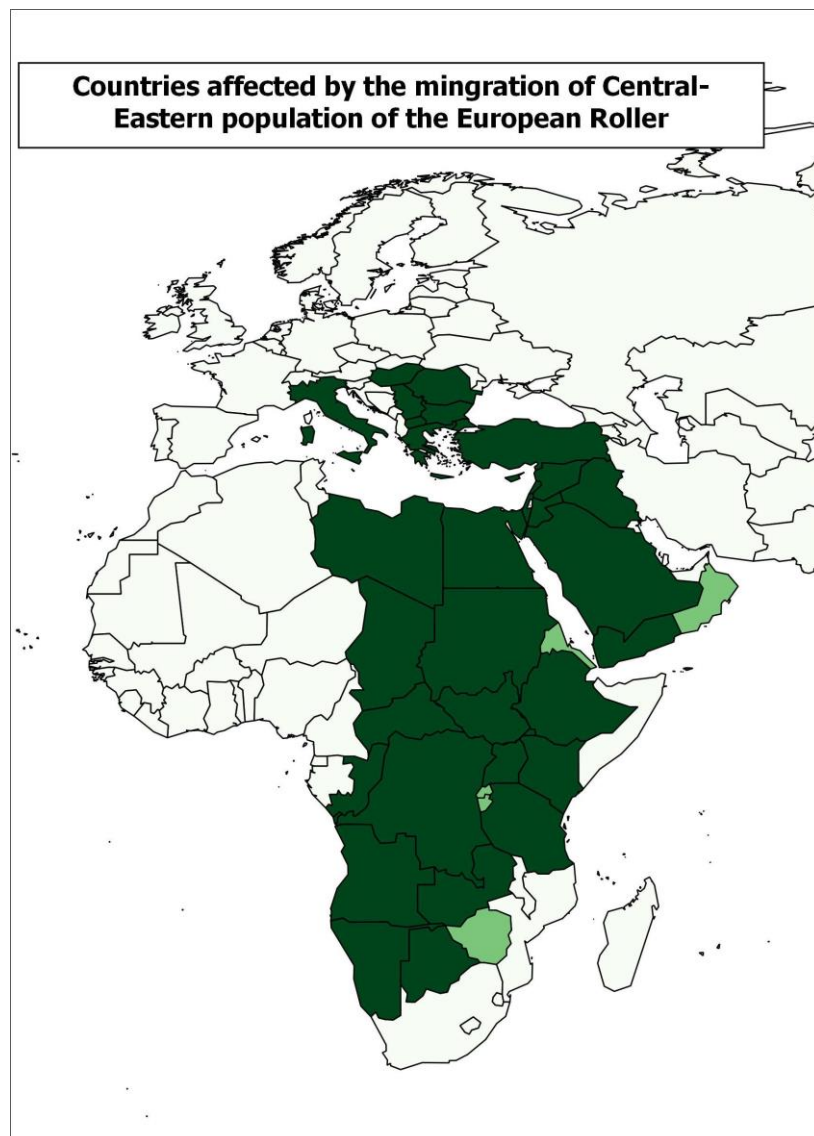 Countries affected by the mingration of Central-
Eastern population of the European Roller